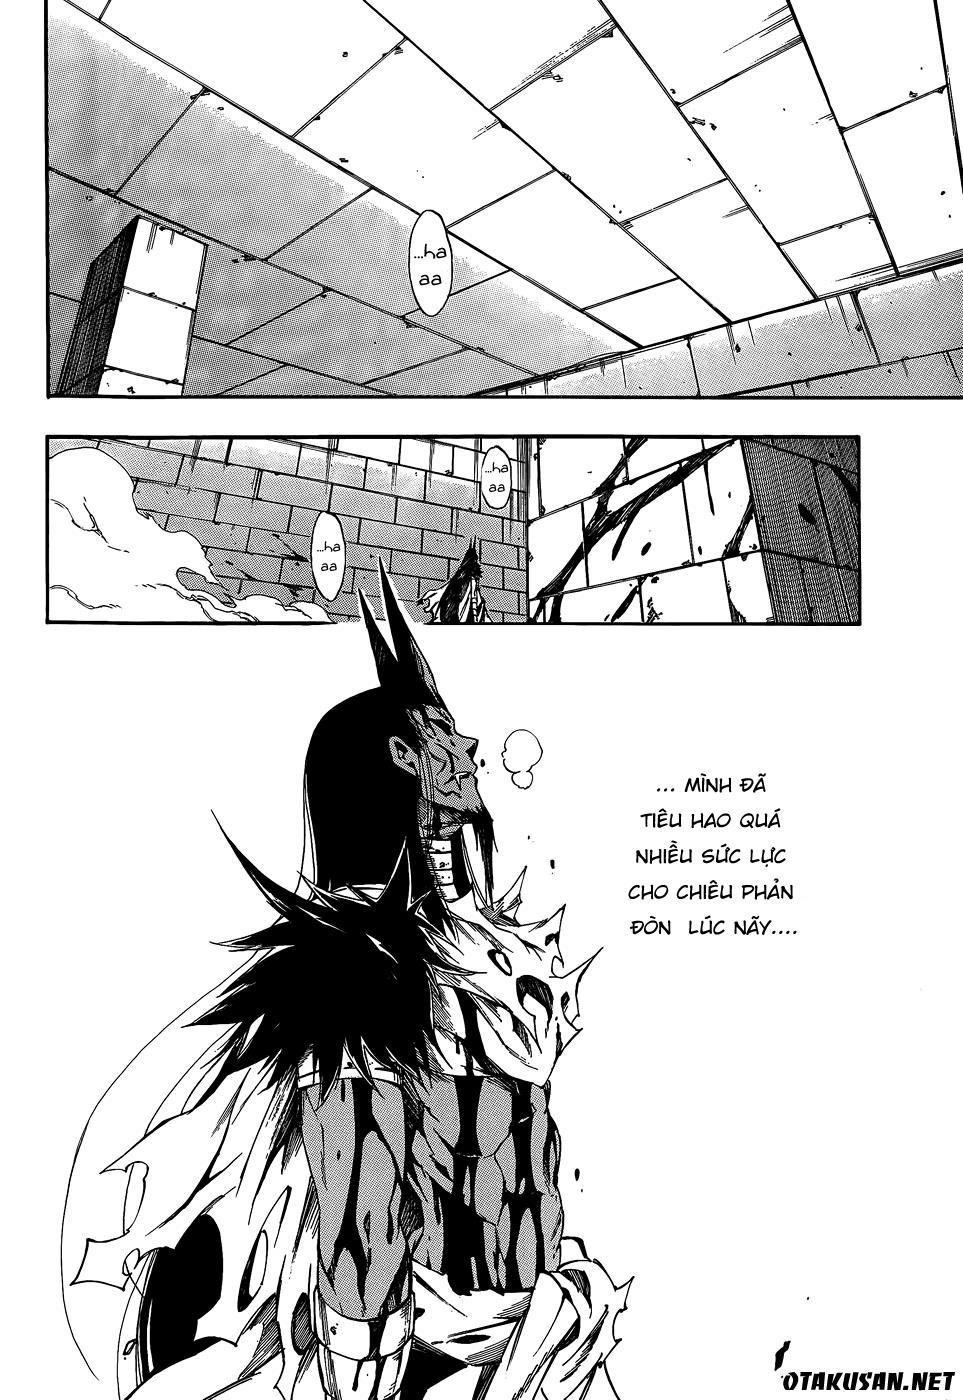 ...ha
aa
...ha
aa
...ha
aa
... MÌNH ĐÃ
TIÊU HAO QUÁ
NHIỀU SỨC LỰC
CHO CHIÊU PHẢN
ĐÒN LÚC NÃY....
OTAKUSAN.NET